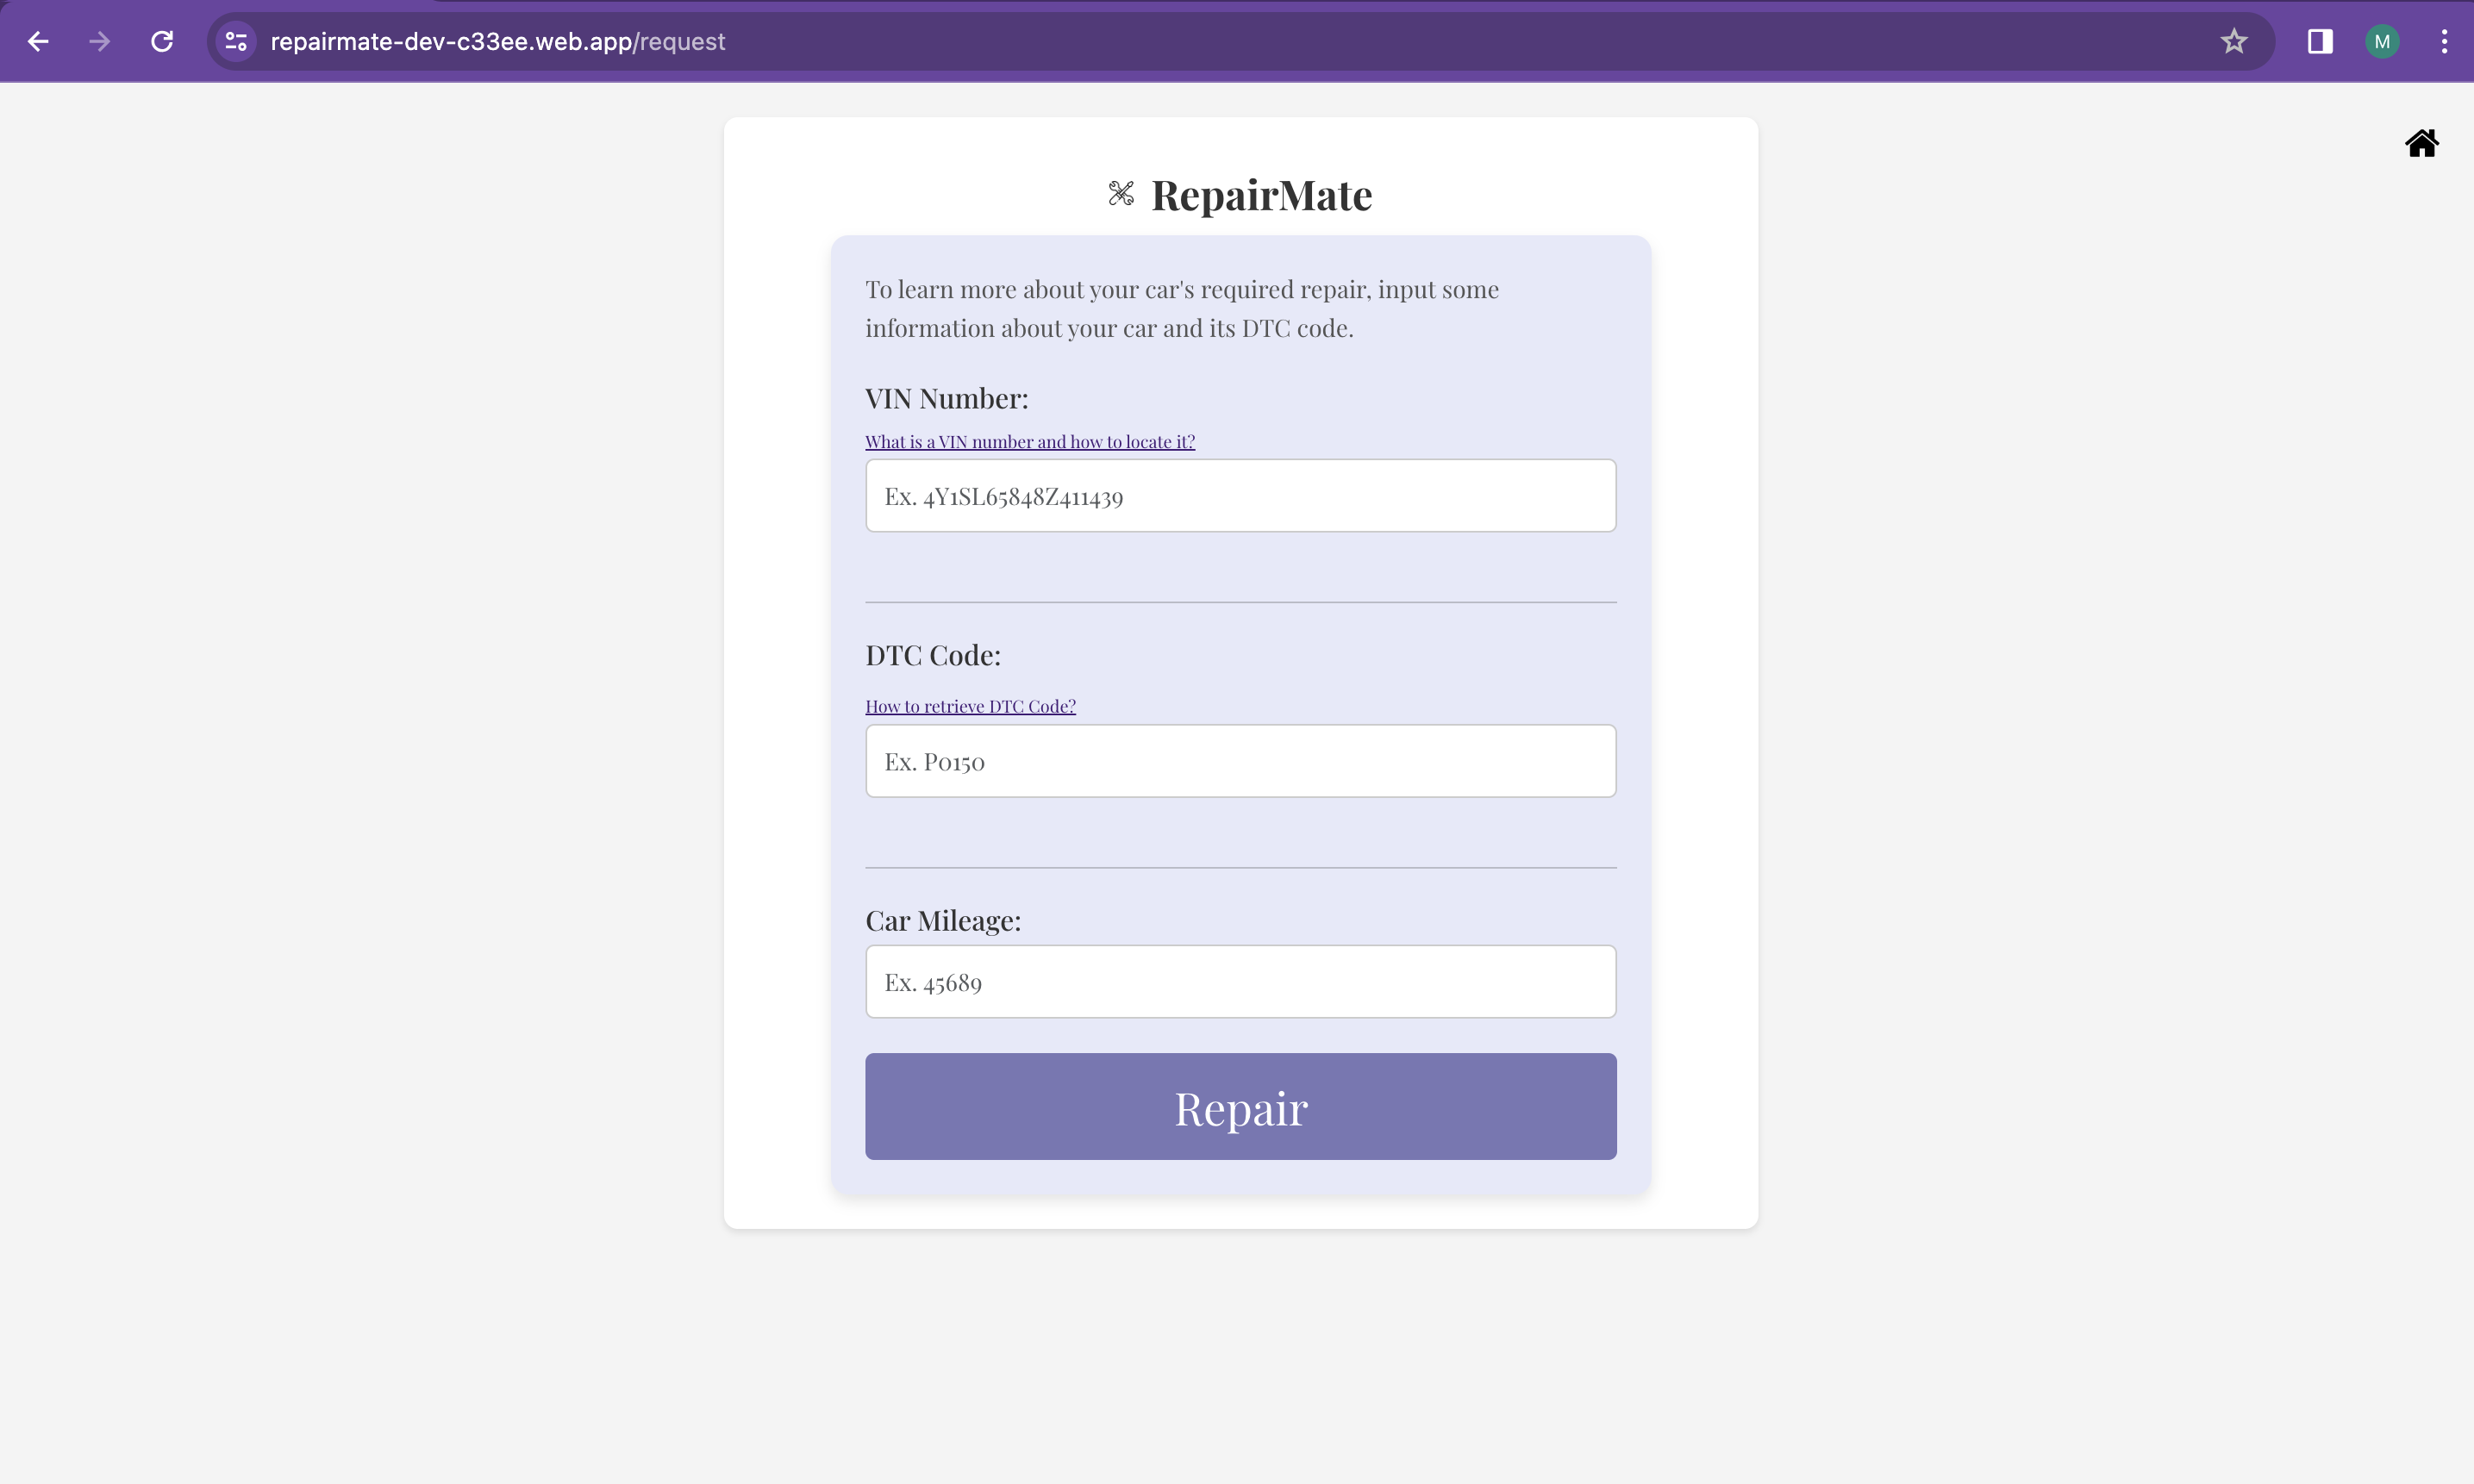 repairmate-dev-c33ee.web.app/request
M
RepairMate
To learn more about your car's required repair, input some
information about your car and its DTC code.
VIN Number:
What is a VIN number and how to locate it?
Ex. 4Y1SL65848Z411439
DTC Code:
How to retrieve DTC Code?
Ex. P0150
Car Mileage:
Ex. 45689
Repair